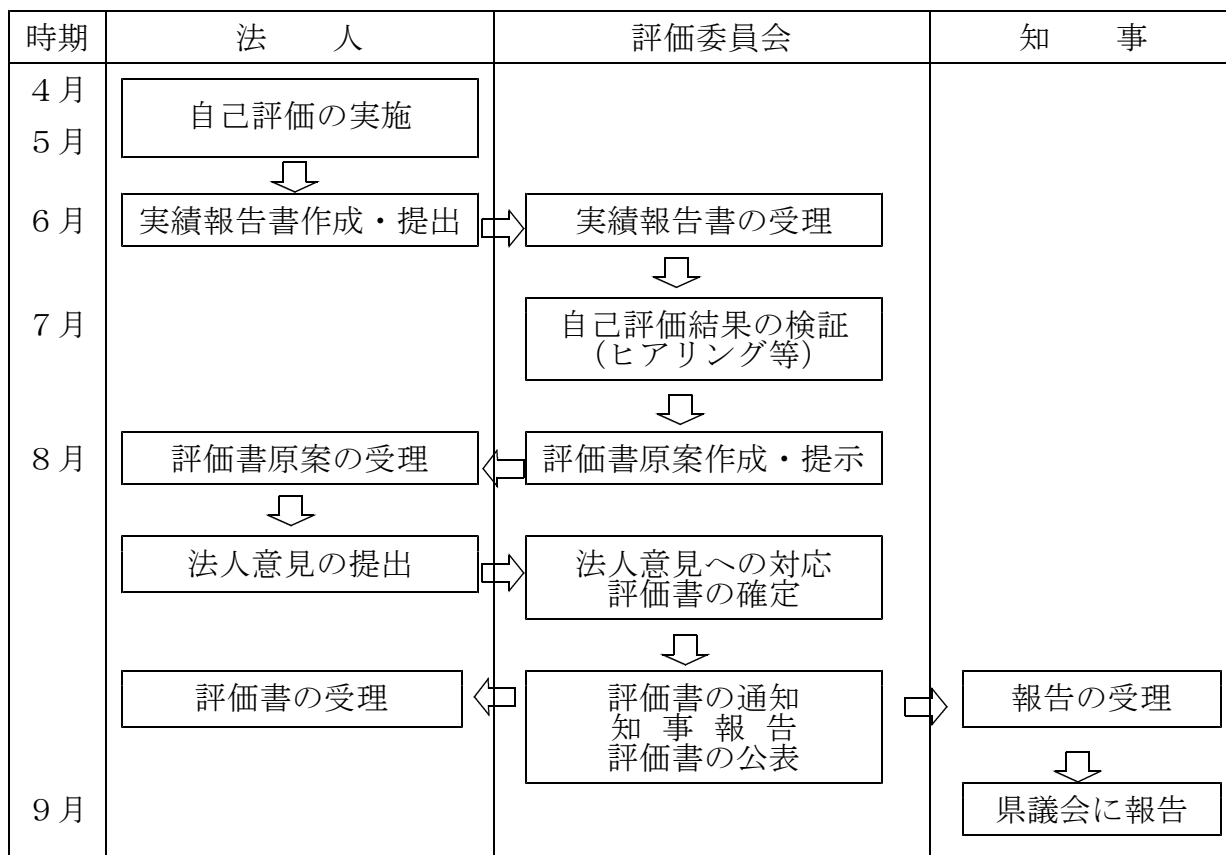 時期 法人 評価委員会 知事
4月
自己評価の実施
5月
6月 実績報告書作成・提出 実績報告書の受理
7月 自己評価結果の検証
(ヒアリング等)
8月 評価書原案の受理 評価書原案作成・提示
法人意見の提出 法人意見への対応
評価書の確定
評価書の受理 評価書の通知 報告の受理
知事報告
評価書の公表
9月 県議会に報告